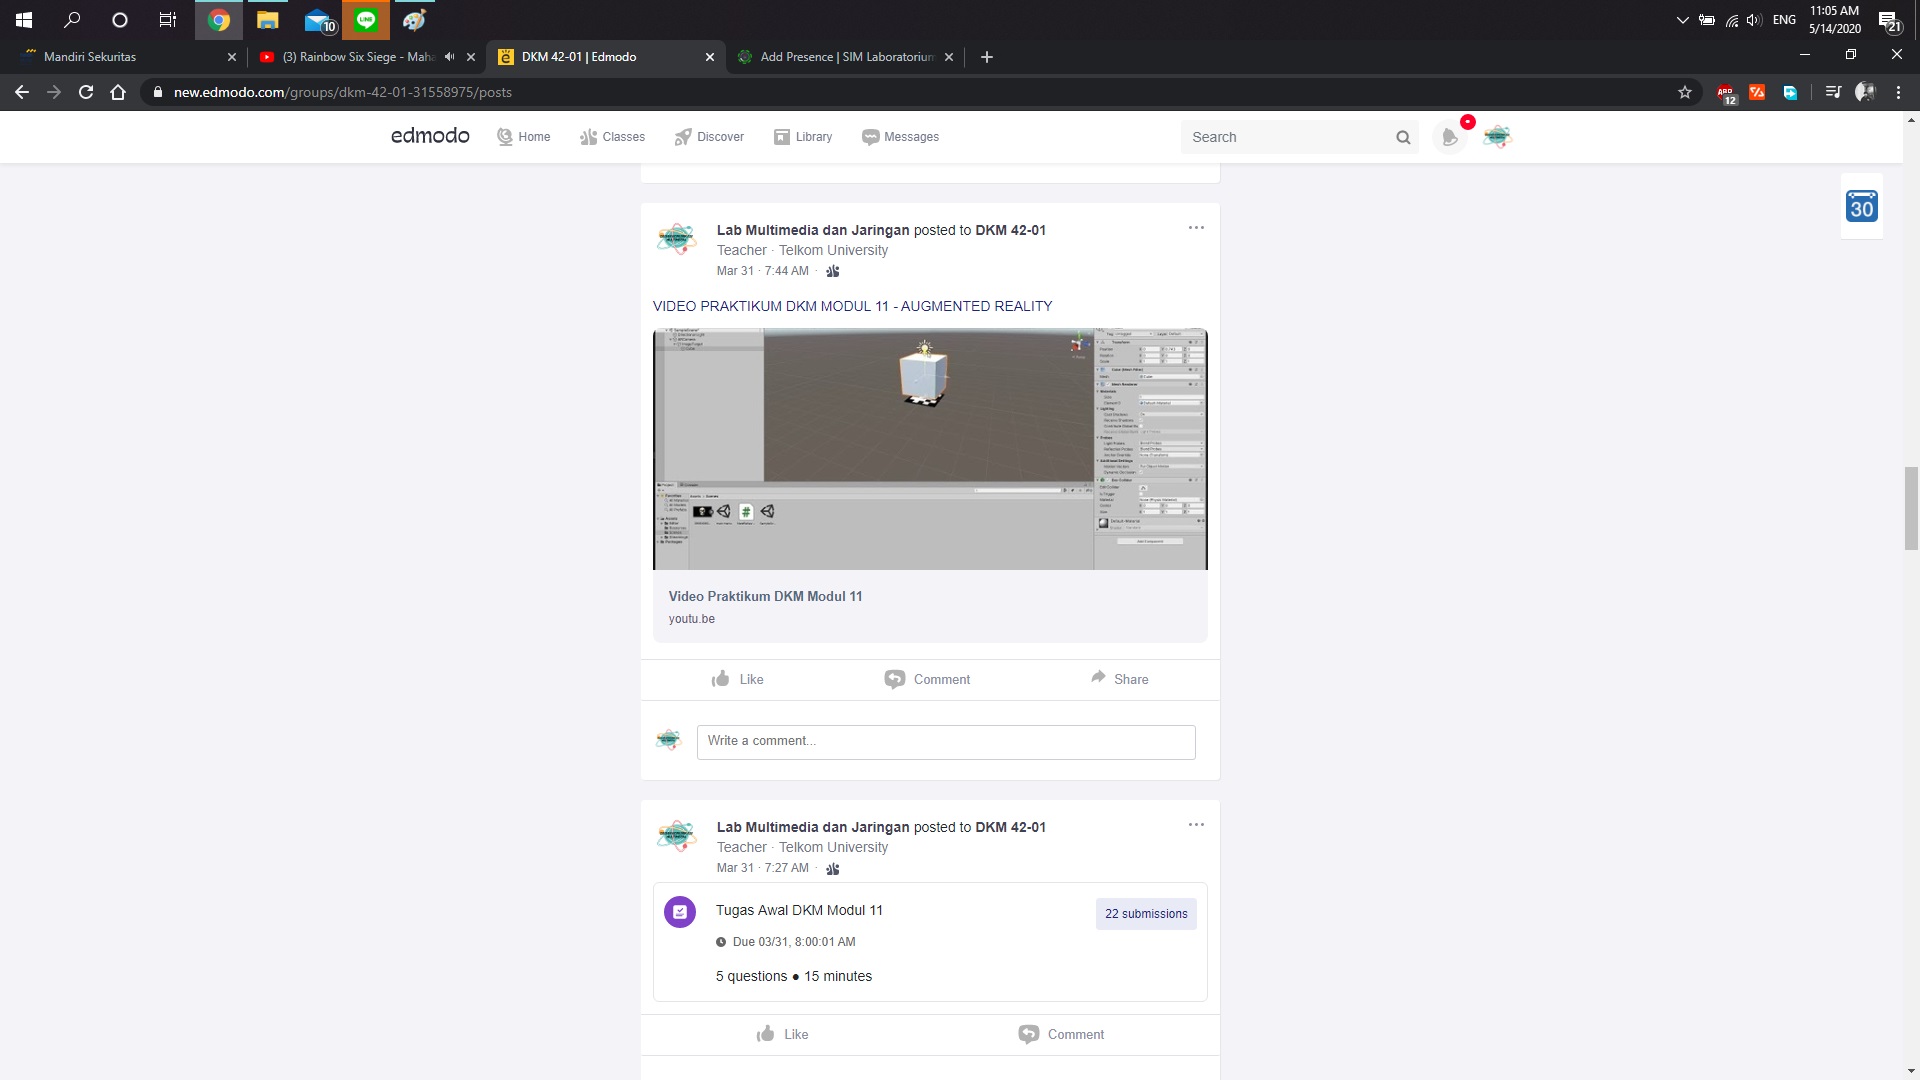 10
ENG
11:05 AM
5/14/2020
21
Mandiri Sekuritas
(3) Rainbow Six Siege - Maha
DKM 42-01 | Edmodo
Add Presence | SIM Laboratorium
new.edmodo.com/groups/dkm-42-01-31558975/posts
ABP
12
edmodo
Home
Classes
Discover
Library
Messages
Search
30
Lab Multimedia dan Jaringan posted to DKM 42-01
Teacher · Telkom University
Mar 31 · 7:44 AM ·
VIDEO PRAKTIKUM DKM MODUL 11 - AUGMENTED REALITY
Video Praktikum DKM Modul 11
youtu.be
Like
Comment
Share
Write a comment...
Lab Multimedia dan Jaringan posted to DKM 42-01
Teacher · Telkom University
Mar 31 · 7:27 AM ·
Tugas Awal DKM Modul 11
22 submissions
Due 03/31, 8:00:01 AM
5 questions ● 15 minutes
Like
Comment